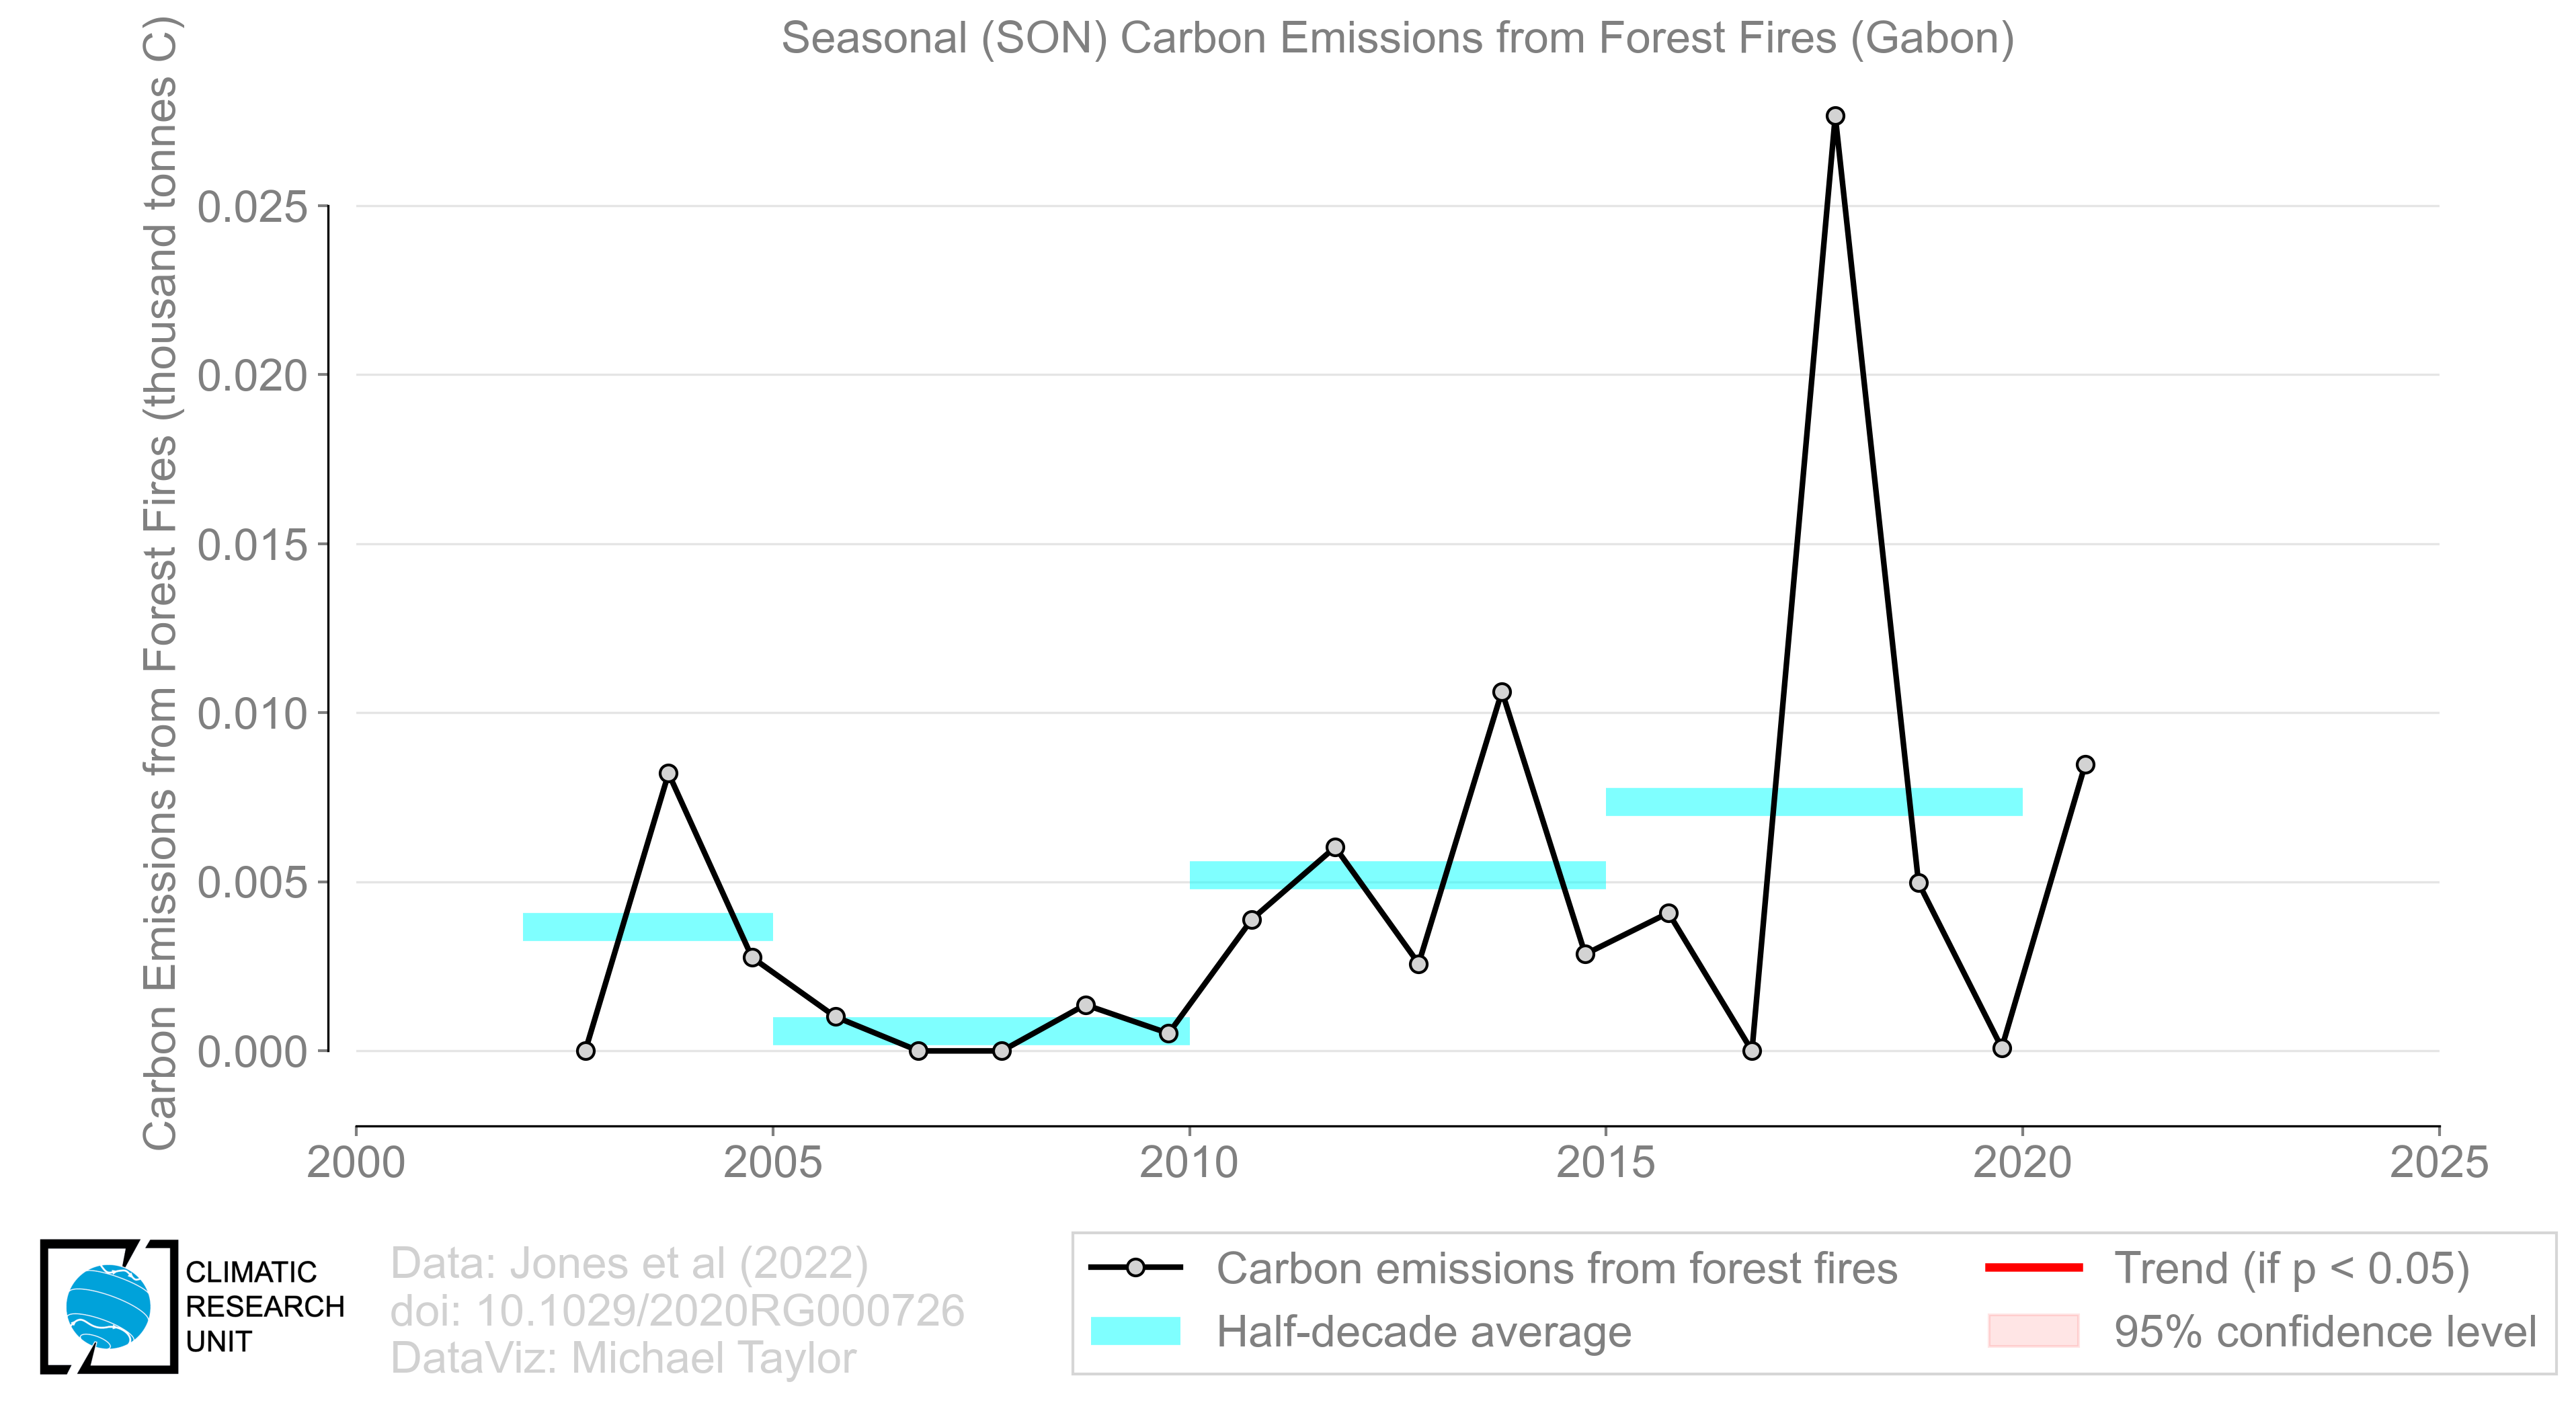 Seasonal (SON) Carbon Emissions from Forest Fires (Gabon)
Carbon Emissions from Forest Fires (thousand tonnes C)
0.025
0.020
0.015
0.010
0.005
0.000
2000
2005
2010
2015
2020
2025
CLIMATIC
RESEARCH
UNIT
Data: Jones et al (2022)
doi: 10.1029/2020RG000726
DataViz: Michael Taylor
Carbon emissions from forest fires
Half-decade average
Trend (if p < 0.05)
95% confidence level